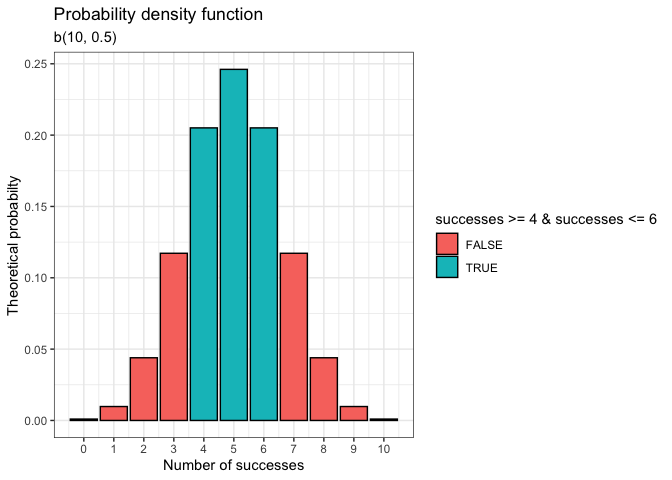 Probability density function
b(10, 0.5)
0.25
0.20
0.15
0.10
0.05
0.00
Theoretical probabilty
0 1 2 3 4 5 6 7 8 9 10
Number of successes
successes >= 4 & successes <= 6
FALSE
TRUE